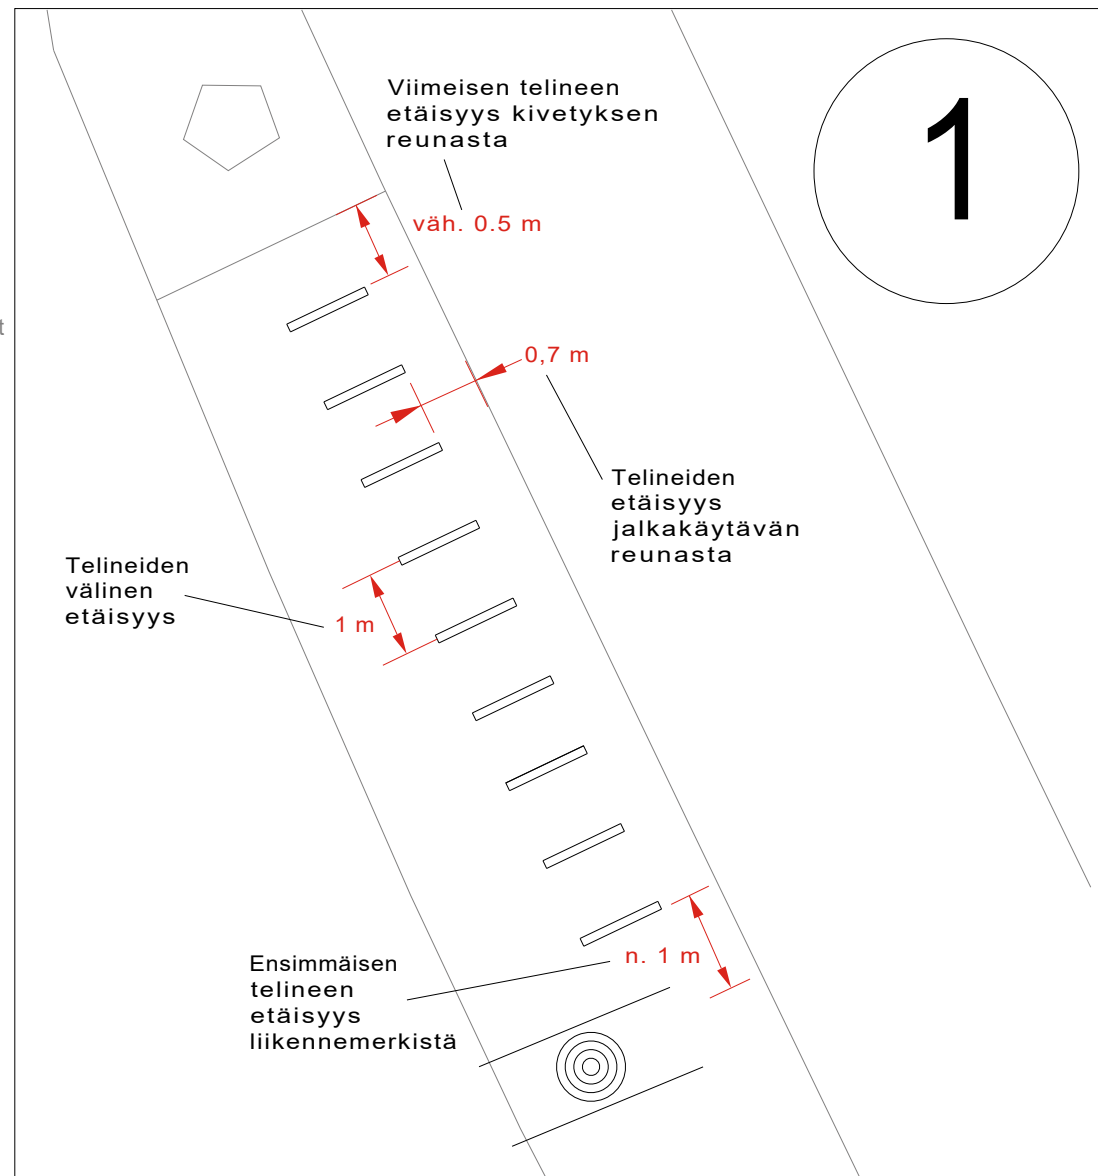 Viimeisen telineen
etäisyys kivetyksen
reunasta
1
väh. 0.5 m
t
0,7 m
Telineiden
etäisyys
jalkakäytävän
reunasta
Telineiden
välinen
etäisyys
1 m
Ensimmäisen
telineen
etäisyys
liikennemerkistä
n. 1 m